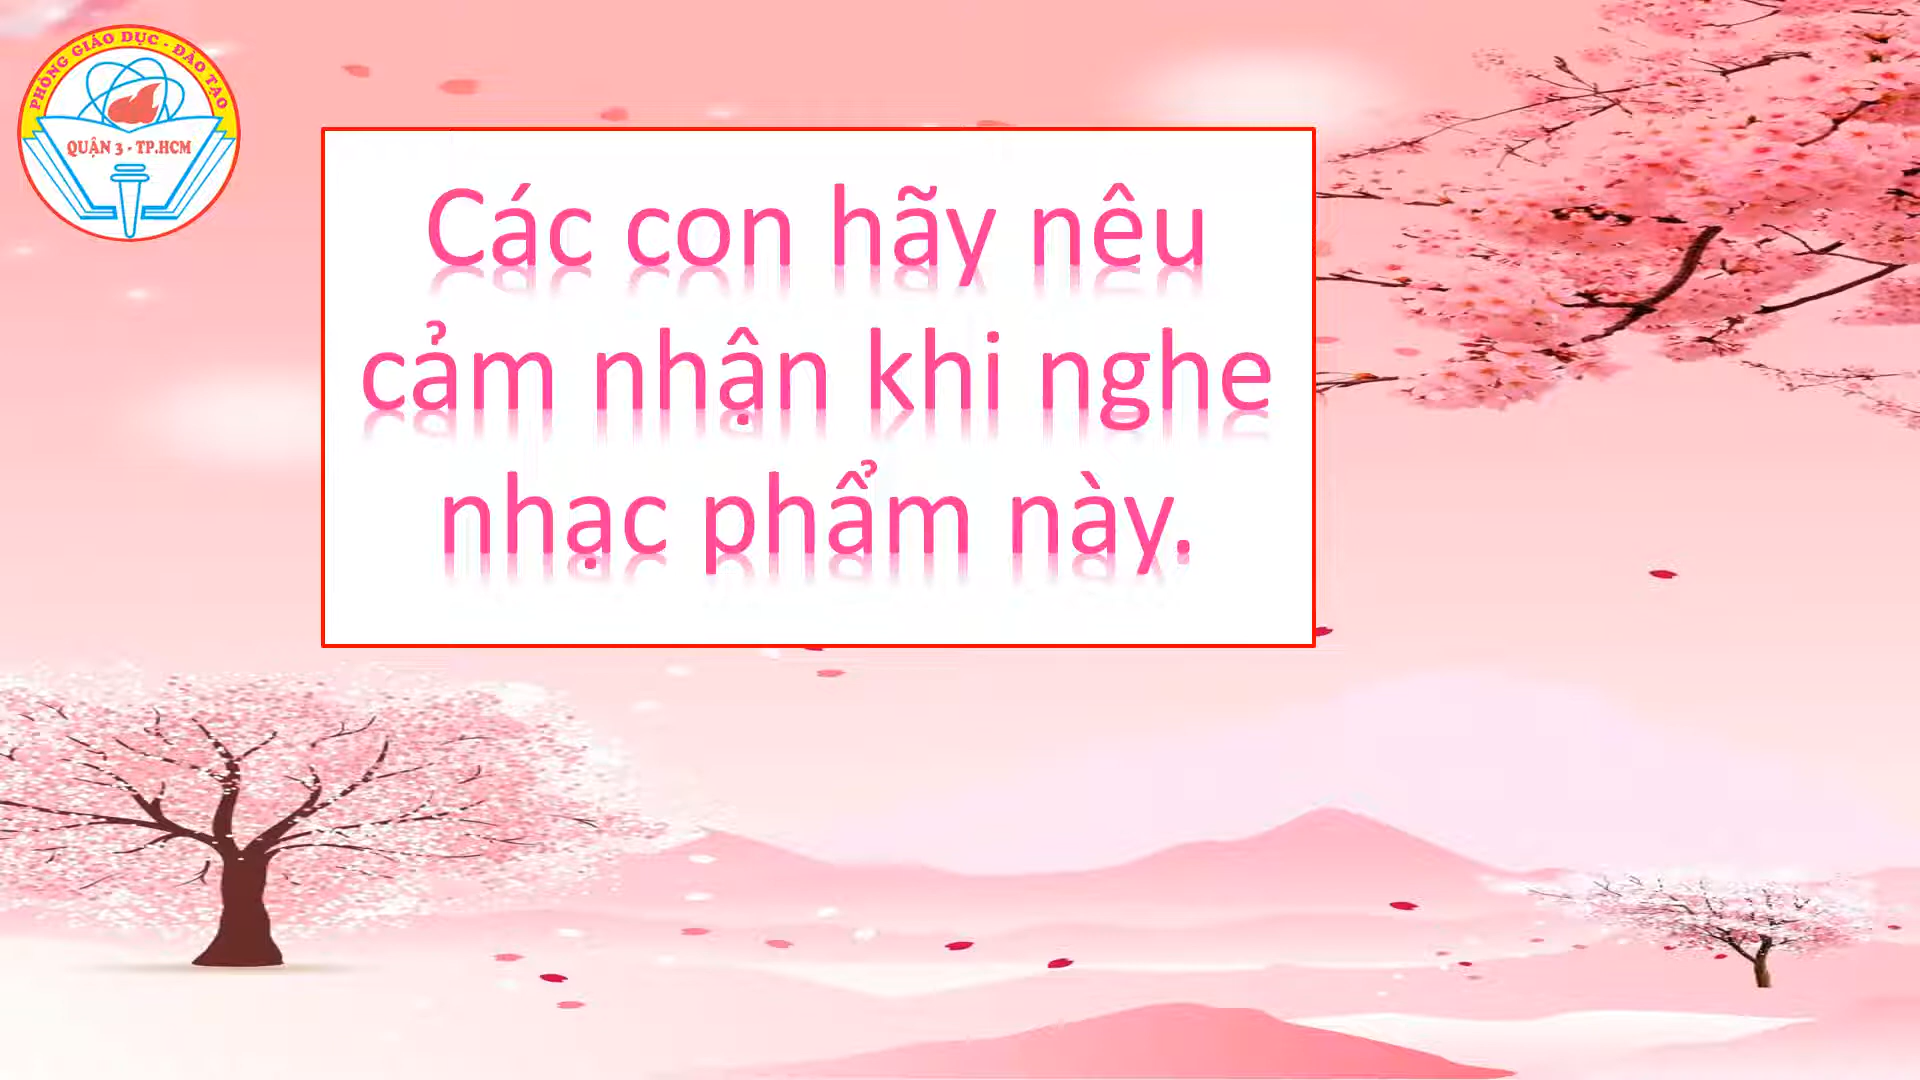 PHÒNG GIÁO DỤC - ĐÀO TẠO
QUẬN 3 - TP.HCM
Các con hãy nêu
cảm nhận khi nghe
nhạc phẩm này.